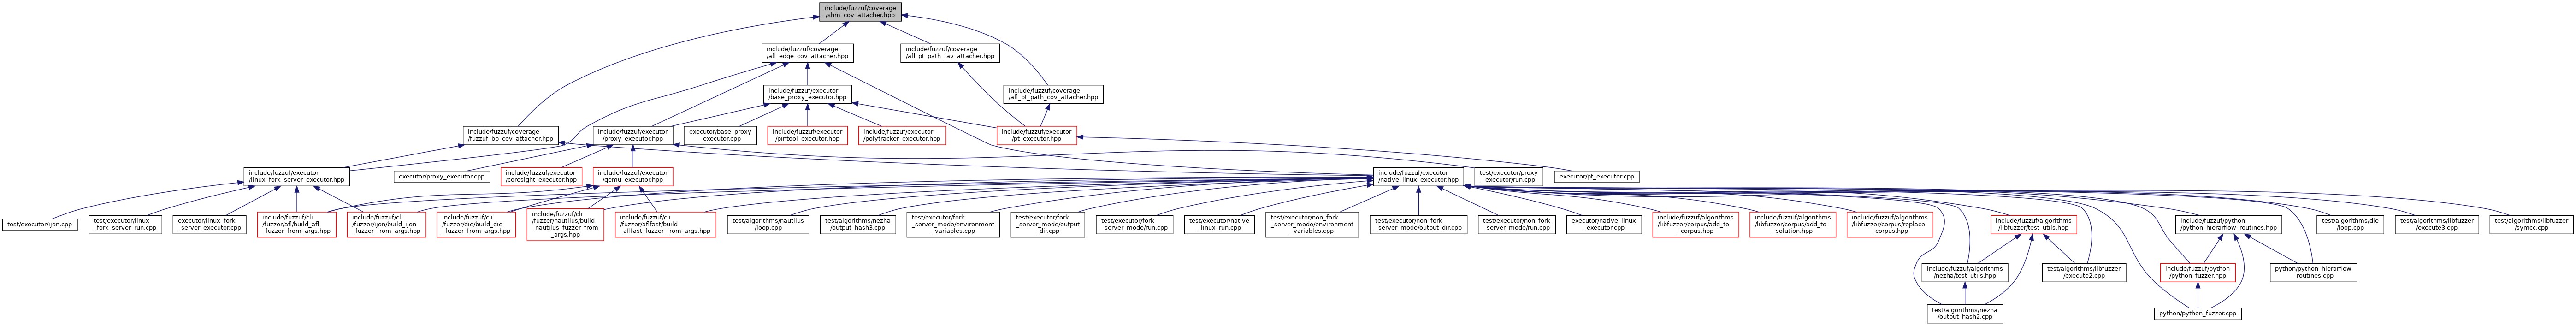 include/fuzzuf/coverage
/shm_cov_attacher.hpp
include/fuzzuf/coverage
/afl_edge_cov_attacher.hpp
include/fuzzuf/coverage
/afl_pt_path_fav_attacher.hpp
include/fuzzuf/executor
/base_proxy_executor.hpp
include/fuzzuf/coverage
/afl_pt_path_cov_attacher.hpp
include/fuzzuf/coverage
/fuzzuf_bb_cov_attacher.hpp
include/fuzzuf/executor
/proxy_executor.hpp
executor/base_proxy
_executor.cpp
include/fuzzuf/executor
/pintool_executor.hpp
include/fuzzuf/executor
/polytracker_executor.hpp
include/fuzzuf/executor
/pt_executor.hpp
include/fuzzuf/executor
/linux_fork_server_executor.hpp
executor/proxy_executor.cpp
include/fuzzuf/executor
/coresight_executor.hpp
include/fuzzuf/executor
/qemu_executor.hpp
include/fuzzuf/executor
/native_linux_executor.hpp
test/executor/proxy
_executor/run.cpp
executor/pt_executor.cpp
test/executor/ijon.cpp
test/executor/linux
_fork_server_run.cpp
executor/linux_fork
_server_executor.cpp
include/fuzzuf/cli
/fuzzer/afl/build_afl
_fuzzer_from_args.hpp
include/fuzzuf/cli
/fuzzer/ijon/build_ijon
_fuzzer_from_args.hpp
include/fuzzuf/cli
/fuzzer/die/build_die
_fuzzer_from_args.hpp
include/fuzzuf/cli
/fuzzer/nautilus/build
_nautilus_fuzzer_from
_args.hpp
include/fuzzuf/cli
/fuzzer/aflfast/build
_aflfast_fuzzer_from_args.hpp
test/algorithms/nautilus
/loop.cpp
test/algorithms/nezha
/output_hash3.cpp
test/executor/fork
_server_mode/environment
_variables.cpp
test/executor/fork
_server_mode/output
_dir.cpp
test/executor/fork
_server_mode/run.cpp
test/executor/native
_linux_run.cpp
test/executor/non_fork
_server_mode/environment
_variables.cpp
test/executor/non_fork
_server_mode/output_dir.cpp
test/executor/non_fork
_server_mode/run.cpp
executor/native_linux
_executor.cpp
include/fuzzuf/algorithms
/libfuzzer/corpus/add_to
_corpus.hpp
include/fuzzuf/algorithms
/libfuzzer/corpus/add_to
_solution.hpp
include/fuzzuf/algorithms
/libfuzzer/corpus/replace
_corpus.hpp
include/fuzzuf/algorithms
/libfuzzer/test_utils.hpp
include/fuzzuf/python
/python_hierarflow_routines.hpp
test/algorithms/die
/loop.cpp
test/algorithms/libfuzzer
/execute3.cpp
test/algorithms/libfuzzer
/symcc.cpp
include/fuzzuf/algorithms
/nezha/test_utils.hpp
test/algorithms/libfuzzer
/execute2.cpp
include/fuzzuf/python
/python_fuzzer.hpp
python/python_hierarflow
_routines.cpp
test/algorithms/nezha
/output_hash2.cpp
python/python_fuzzer.cpp